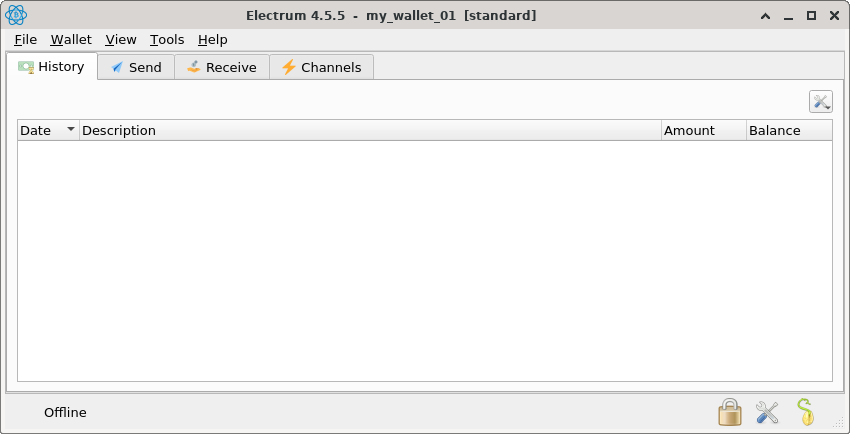 Electrum 4.5.5 - my_wallet_01 [standard]
File Wallet View Tools Help
History Send Receive Channels
Date Description Amount Balance
Offline